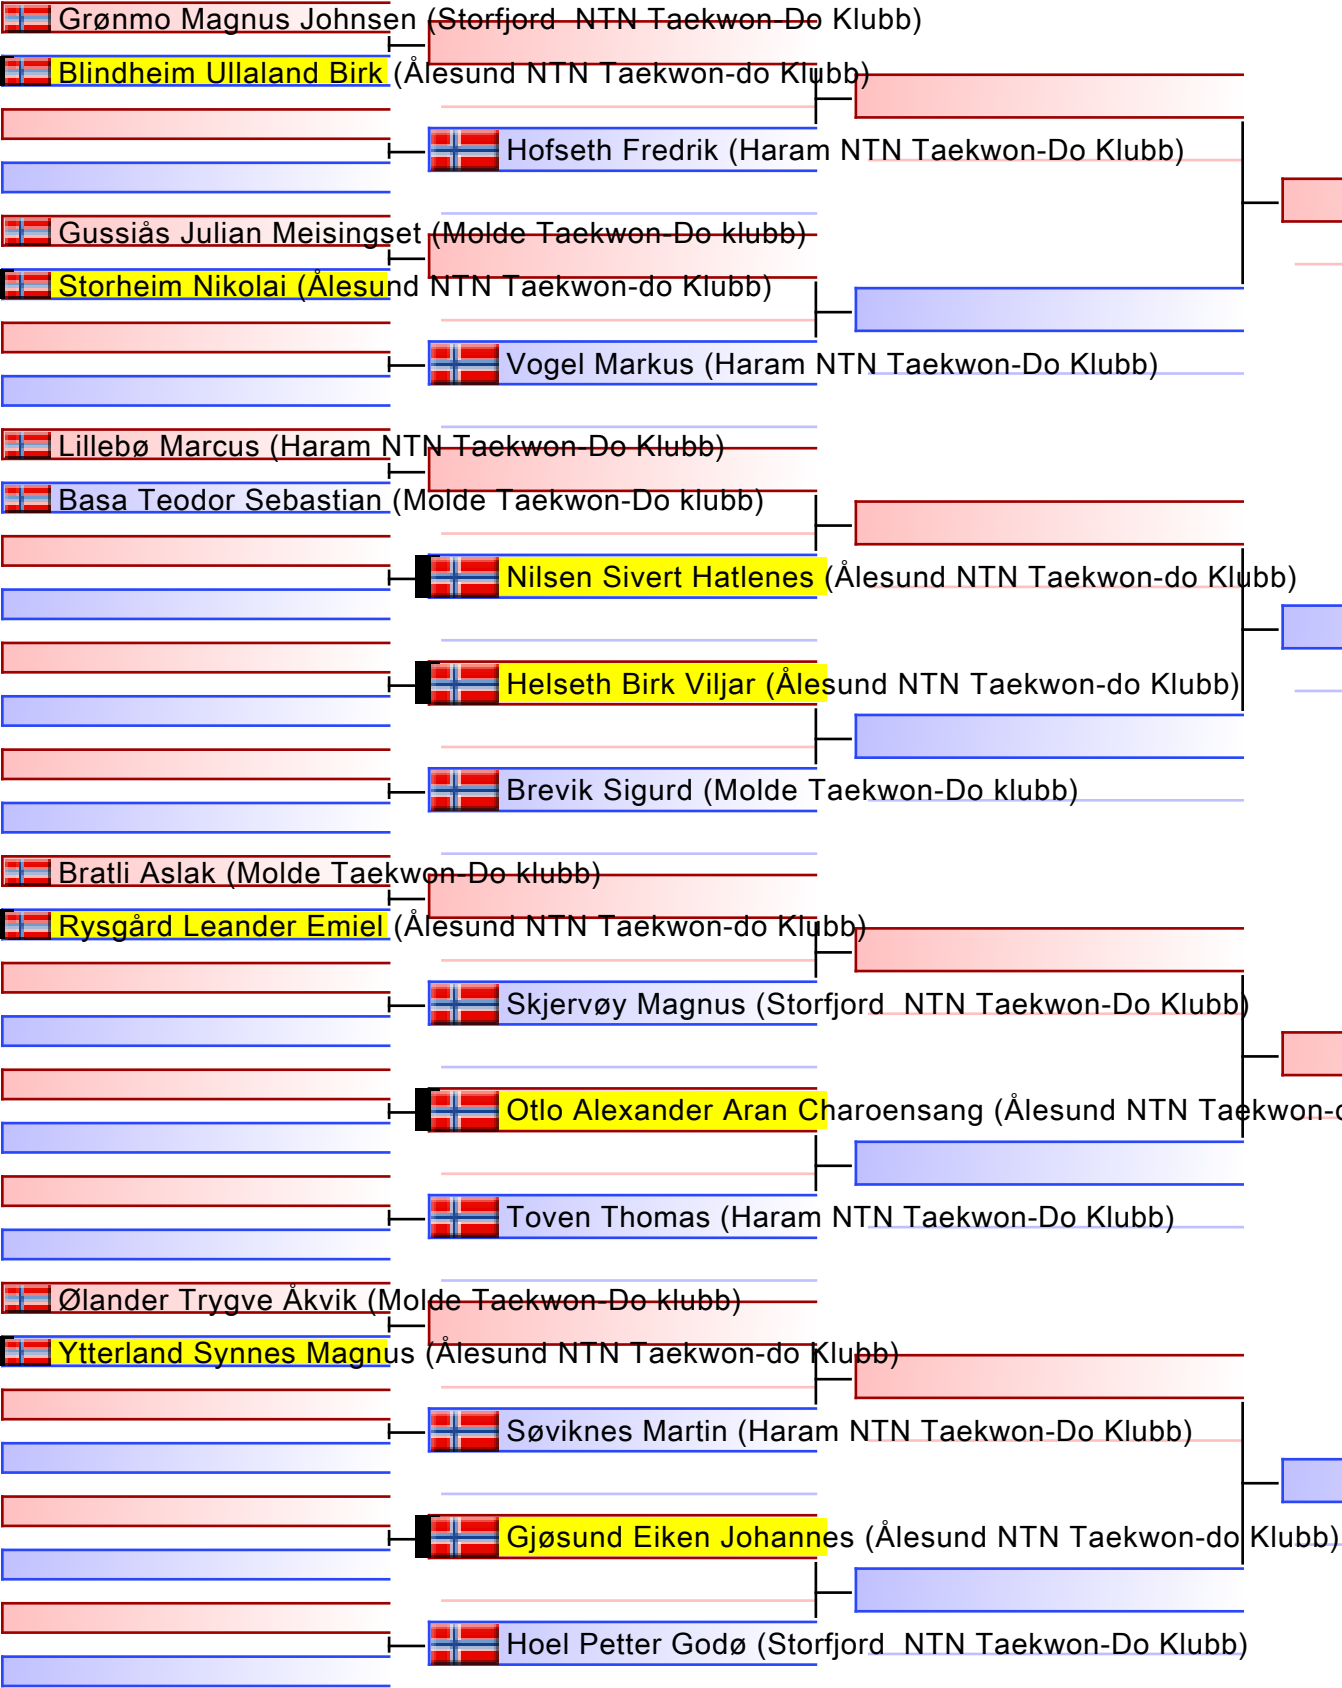 Grønmo Magnus Johnsen (Storfjord  NTN Taekwon-Do Klubb)
Blindheim Ullaland Birk (Ålesund NTN Taekwon-do Klubb)
Hofseth Fredrik (Haram NTN Taekwon-Do Klubb)
Gussiås Julian Meisingset (Molde Taekwon-Do klubb)
Storheim Nikolai (Ålesund NTN Taekwon-do Klubb)
Vogel Markus (Haram NTN Taekwon-Do Klubb)
Lillebø Marcus (Haram NTN Taekwon-Do Klubb)
Basa Teodor Sebastian (Molde Taekwon-Do klubb)
Nilsen Sivert Hatlenes (Ålesund NTN Taekwon-do Klubb)
Helseth Birk Viljar (Ålesund NTN Taekwon-do Klubb)
Brevik Sigurd (Molde Taekwon-Do klubb)
Bratli Aslak (Molde Taekwon-Do klubb)
Rysgård Leander Emiel (Ålesund NTN Taekwon-do Klubb)
Skjervøy Magnus (Storfjord  NTN Taekwon-Do Klubb)
Otlo Alexander Aran Charoensang (Ålesund NTN Taekwon-
Toven Thomas (Haram NTN Taekwon-Do Klubb)
Ølander Trygve Åkvik (Molde Taekwon-Do klubb)
Ytterland Synnes Magnus (Ålesund NTN Taekwon-do Klubb)
Søviknes Martin (Haram NTN Taekwon-Do Klubb)
Gjøsund Eiken Johannes (Ålesund NTN Taekwon-do Klubb)
Hoel Petter Godø (Storfjord  NTN Taekwon-Do Klubb)